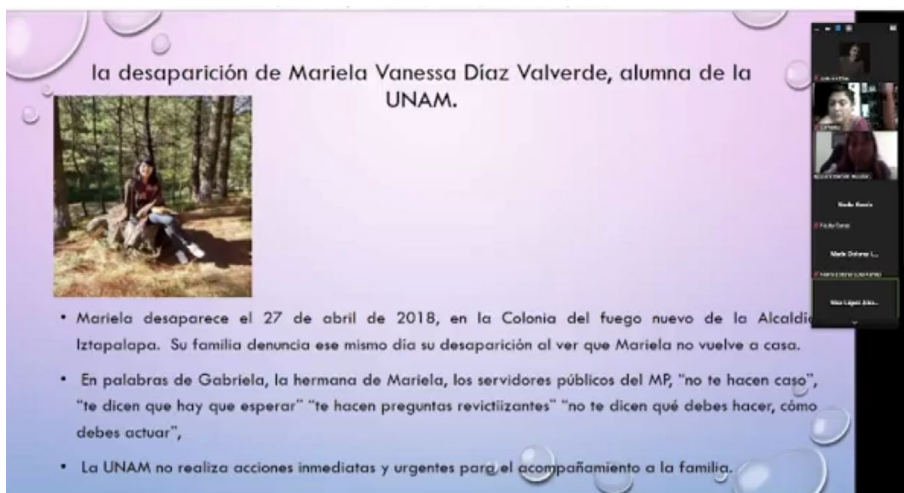 la desaparición de Mariela Vanessa Díaz Valverde, alumna de la
UNAM.
• Mariela desaparece el 27 de abril de 2018, en la Colonia del fuego nuevo de la Alcaldía
Iztapalapa. Su familia denuncia ese mismo día su desaparición al ver que Mariela no vuelve a casa.
• En palabras de Gabriela, la hermana de Mariela, los servidores públicos del MP, "no te hacen caso",
"te dicen que hay que esperar" "te hacen preguntas revictiizantes" "no te dicen qué debes hacer, cómo
debes actuar",
• La UNAM no realiza acciones inmediatas y urgentes para el acompañamiento a la familia.